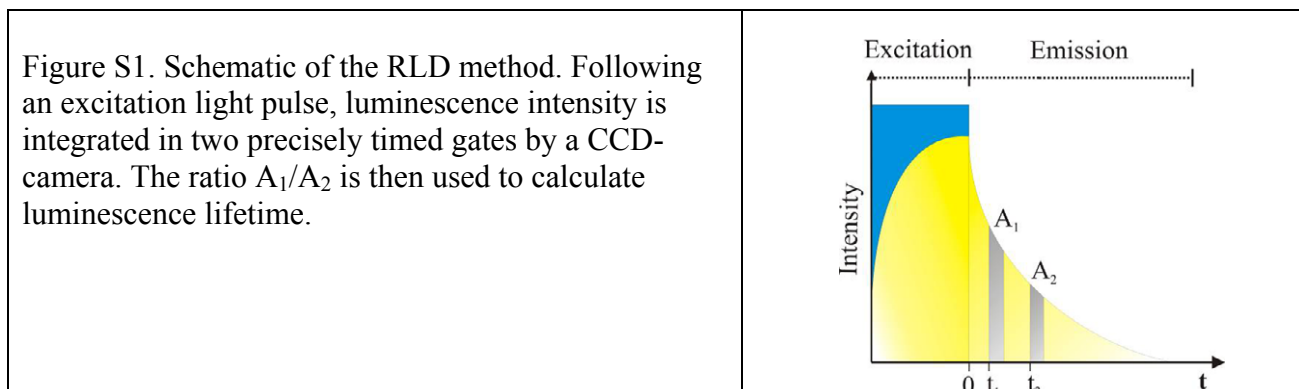 Figure S1. Schematic of the RLD method. Following
an excitation light pulse, luminescence intensity is
integrated in two precisely timed gates by a CCD-
camera. The ratio A₁/A₂ is then used to calculate
luminescence lifetime.
Excitation Emission
Intensity
A₁
A₂
0 t₁ t₂ t